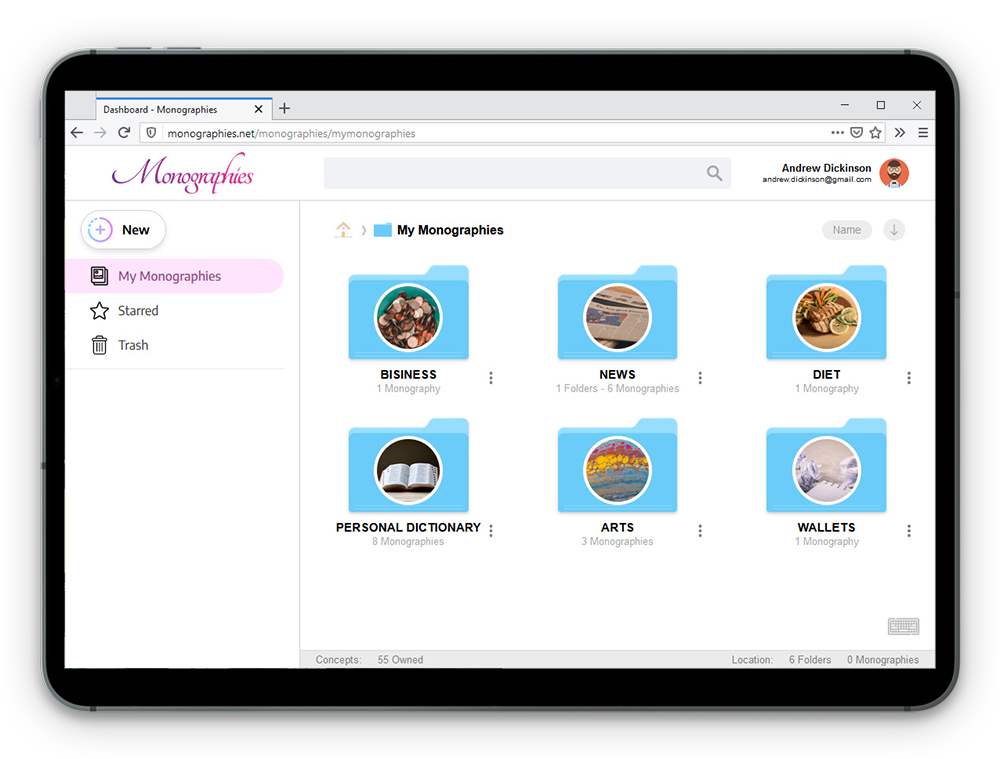 Dashboard - Monographies
monographies.net/monographies/mymonographies
Monographies
Andrew Dickinson
andrew.dickinson@gmail.com
New
My Monographies
Starred
Trash
My Monographies
Name
BISINESS
1 Monography
NEWS
1 Folders - 6 Monographies
DIET
1 Monography
PERSONAL DICTIONARY
8 Monographies
ARTS
3 Monographies
WALLETS
1 Monography
Concepts: 55 Owned
Location: 6 Folders 0 Monographies